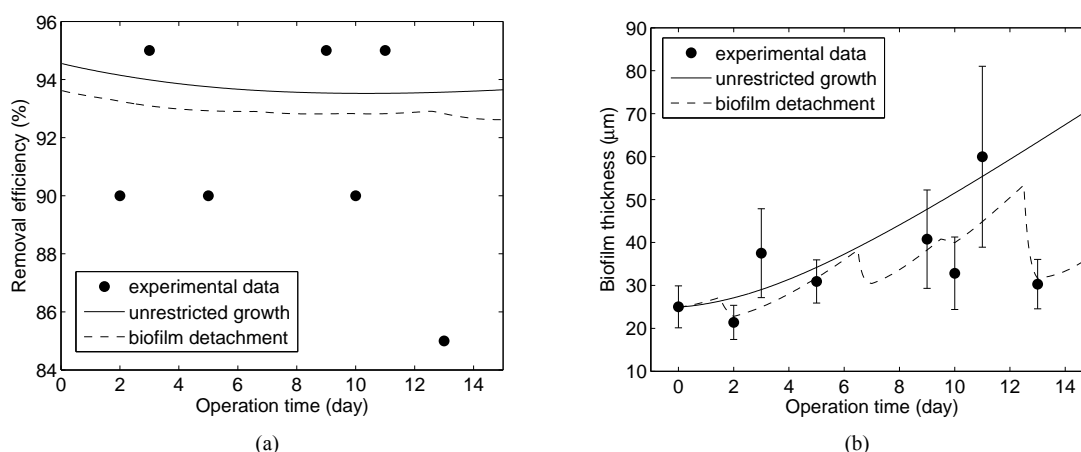 96
94
92
90
88
86
84
Removal efficiency (%)
experimental data
unrestricted growth
biofilm detachment
0 2 4 6 8 10 12 14
Operation time (day)
(a)
90
80
70
60
50
40
30
20
10
Biofilm thickness (μm)
experimental data
unrestricted growth
biofilm detachment
0 2 4 6 8 10 12 14
Operation time (day)
(b)